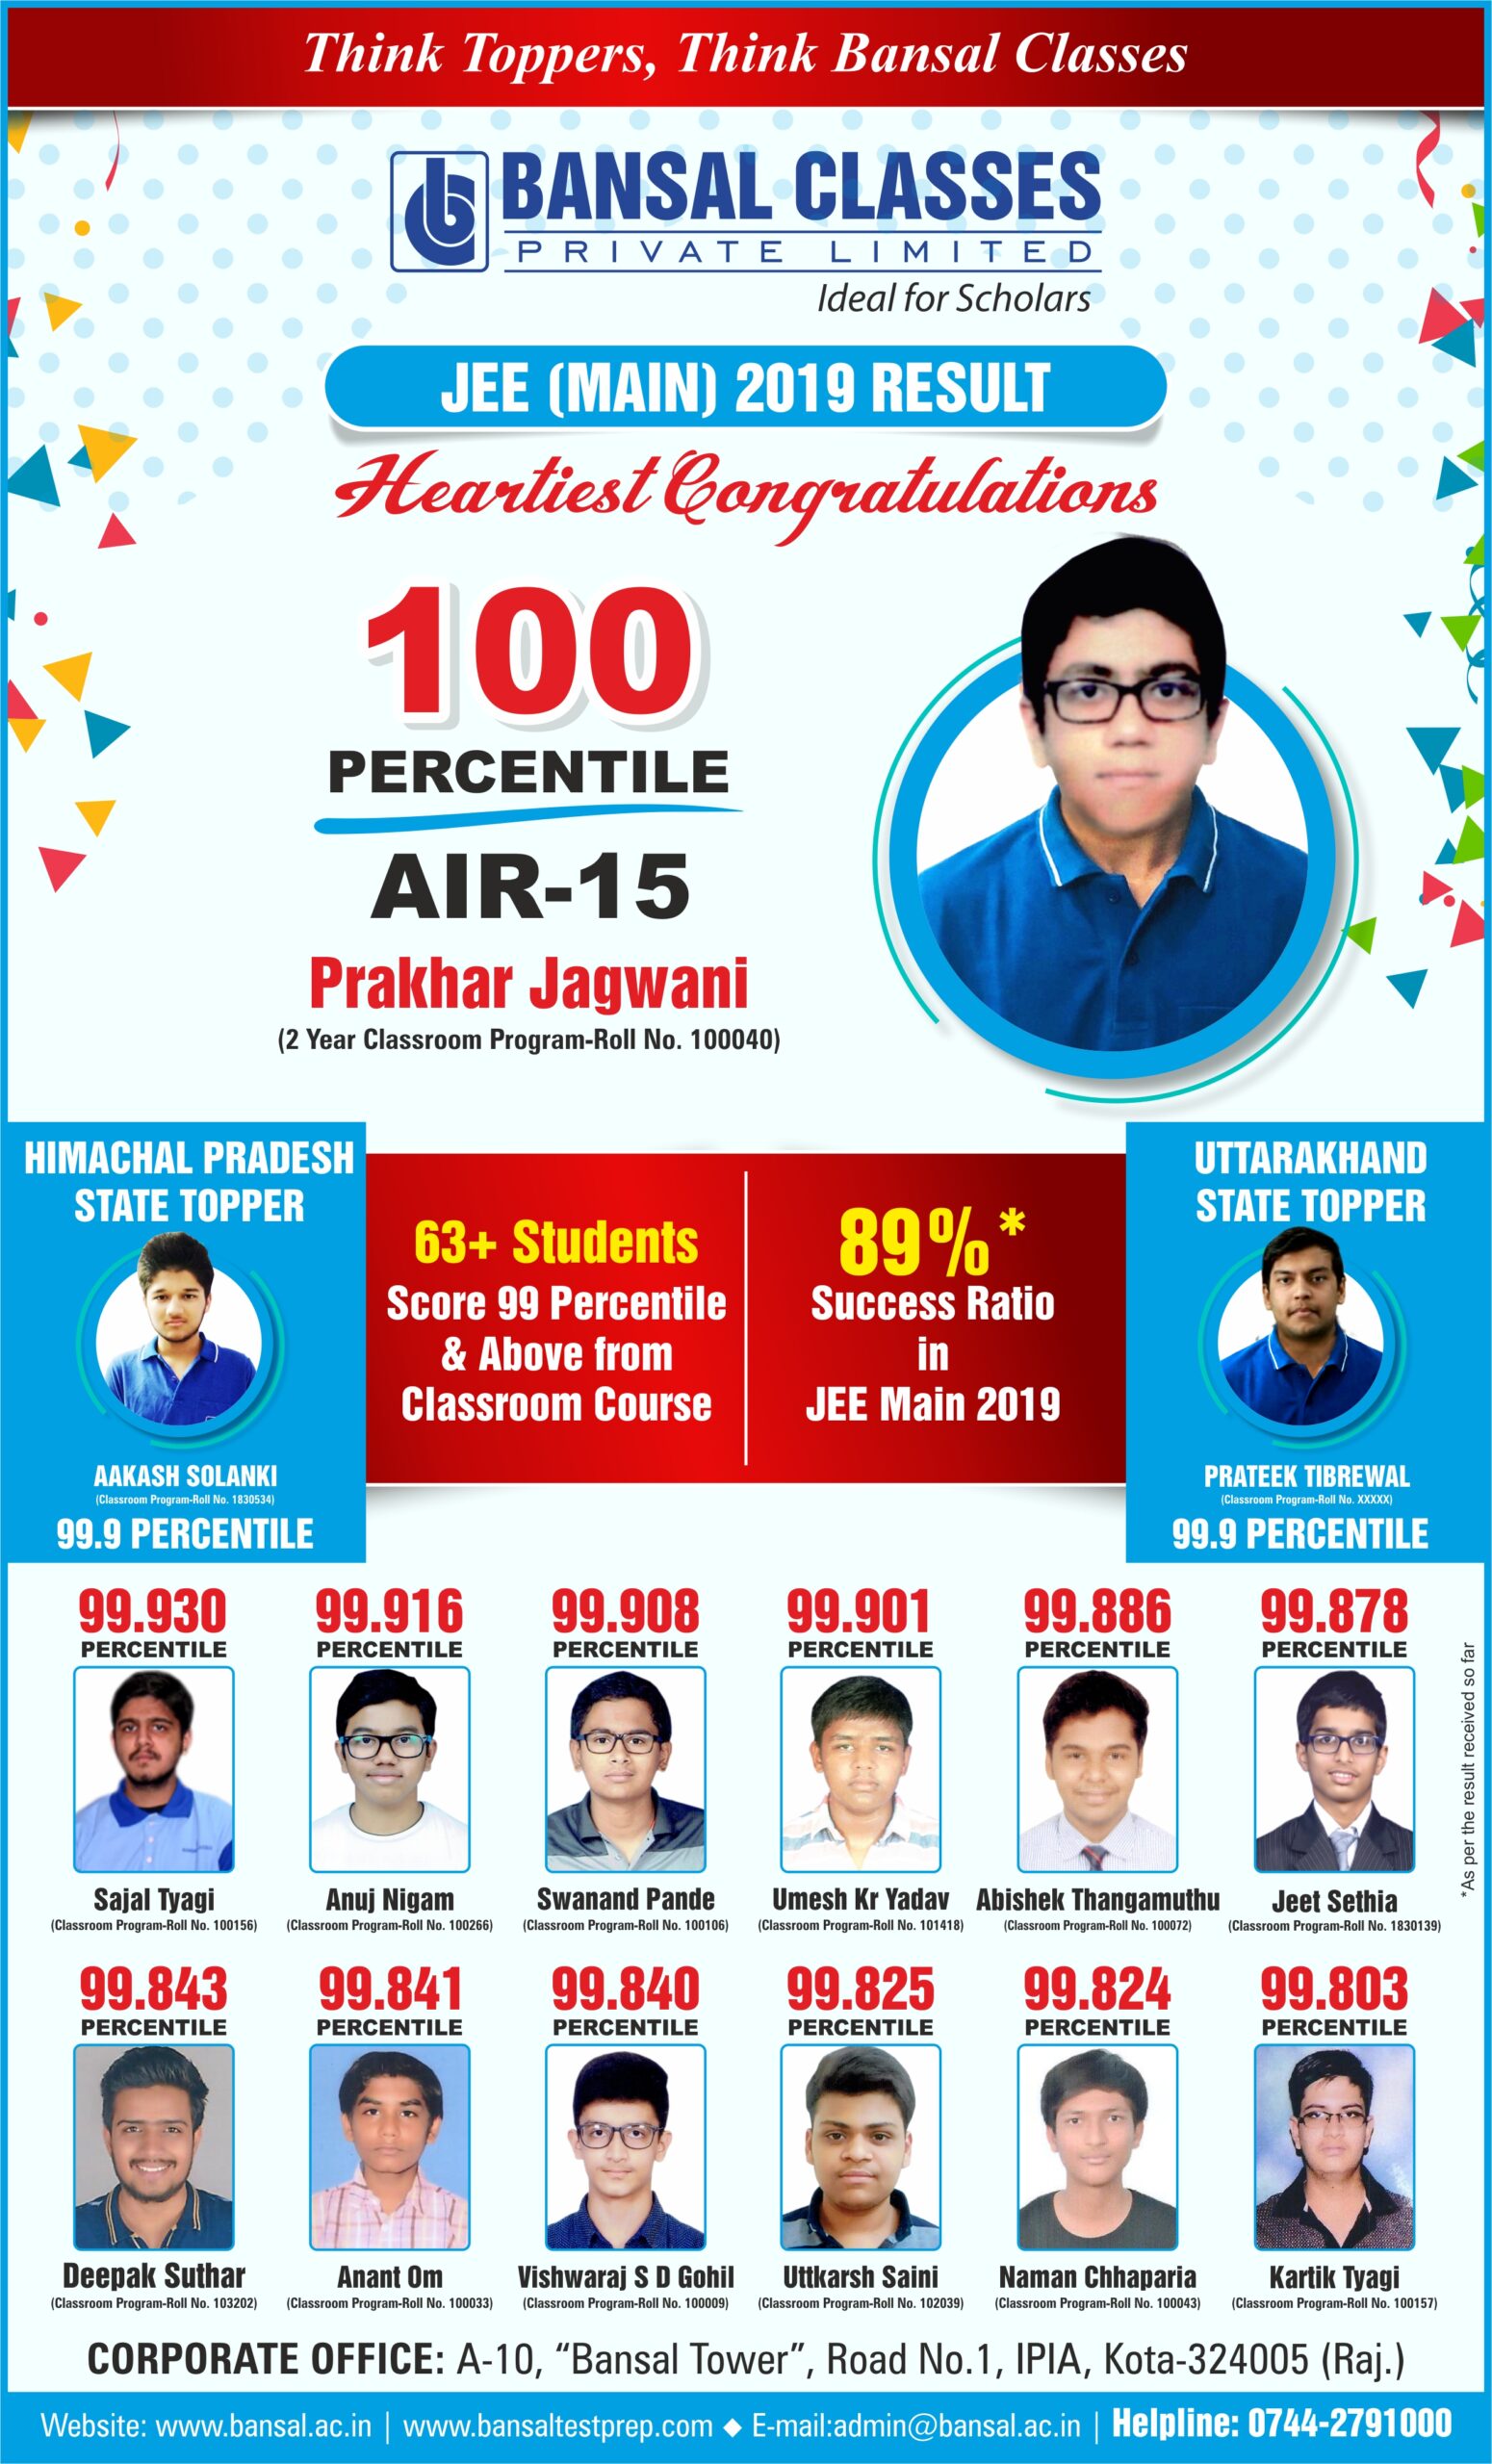 Think Toppers, Think Bansal Classes
BANSAL CLASSES
PRIVATE LIMITED
Ideal for Scholars
JEE (MAIN) 2019 RESULT
Heartiest Congratulations
100
PERCENTILE
AIR-15
Prakhar Jagwani
(2 Year Classroom Program-Roll No. 100040)
HIMACHAL PRADESH
STATE TOPPER
AAKASH SOLANKI
(Classroom Program-Roll No. 1830534)
99.9 PERCENTILE
63+ Students
Score 99 Percentile
& Above from
Classroom Course
89%*
Success Ratio
in
JEE Main 2019
UTTARAKHAND
STATE TOPPER
PRATEEK TIBREWAL
(Classroom Program-Roll No. XXXXX)
99.9 PERCENTILE
99.930 99.916 99.908 99.901 99.886 99.878
PERCENTILE PERCENTILE PERCENTILE PERCENTILE PERCENTILE PERCENTILE
Sajal Tyagi Anuj Nigam Swanand Pande Umesh Kr Yadav Abishek Thangamuthu Jeet Sethia
(Classroom Program-Roll No. 100156) (Classroom Program-Roll No. 100266) (Classroom Program-Roll No. 100106) (Classroom Program-Roll No. 101418) (Classroom Program-Roll No. 100072) (Classroom Program-Roll No. 1830139)
*As per the result received so far
99.843 99.841 99.840 99.825 99.824 99.803
PERCENTILE PERCENTILE PERCENTILE PERCENTILE PERCENTILE PERCENTILE
Deepak Suthar Anant Om Vishwaraj S D Gohil Uttkarsh Saini Naman Chhaparia Kartik Tyagi
(Classroom Program-Roll No. 103202) (Classroom Program-Roll No. 100033) (Classroom Program-Roll No. 100009) (Classroom Program-Roll No. 102039) (Classroom Program-Roll No. 100043) (Classroom Program-Roll No. 100157)
CORPORATE OFFICE: A-10, “Bansal Tower”, Road No.1, IPIA, Kota-324005 (Raj.)
Website: www.bansal.ac.in | www.bansaltestprep.com ◆ E-mail:admin@bansal.ac.in | Helpline: 0744-2791000